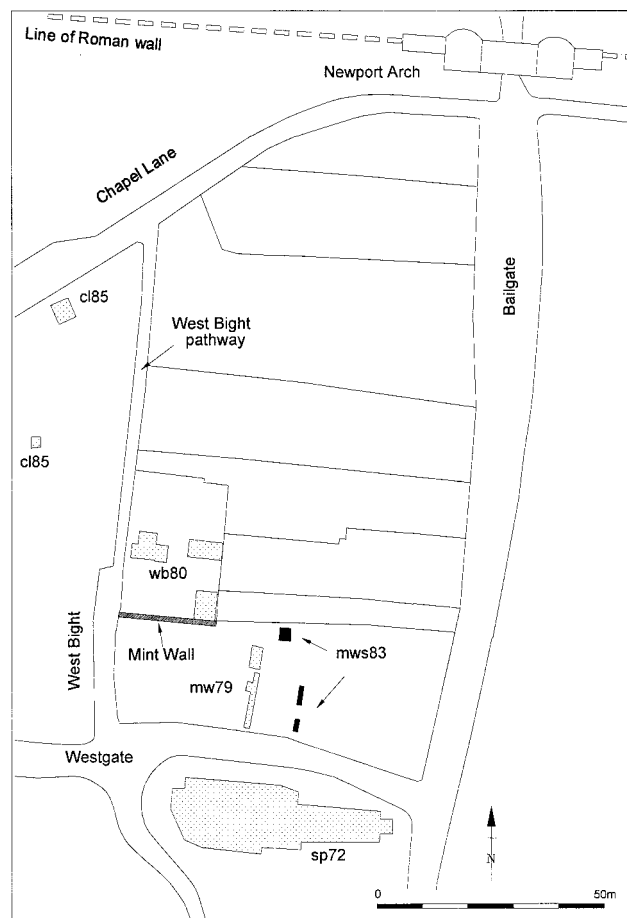 Line of Roman wall
Newport Arch
Chapel Lane
Bailgate
cl85
West Bight
pathway
cl85
wb80
West Bight
Mint Wall
mws83
mw79
Westgate
sp72
N
0
50m